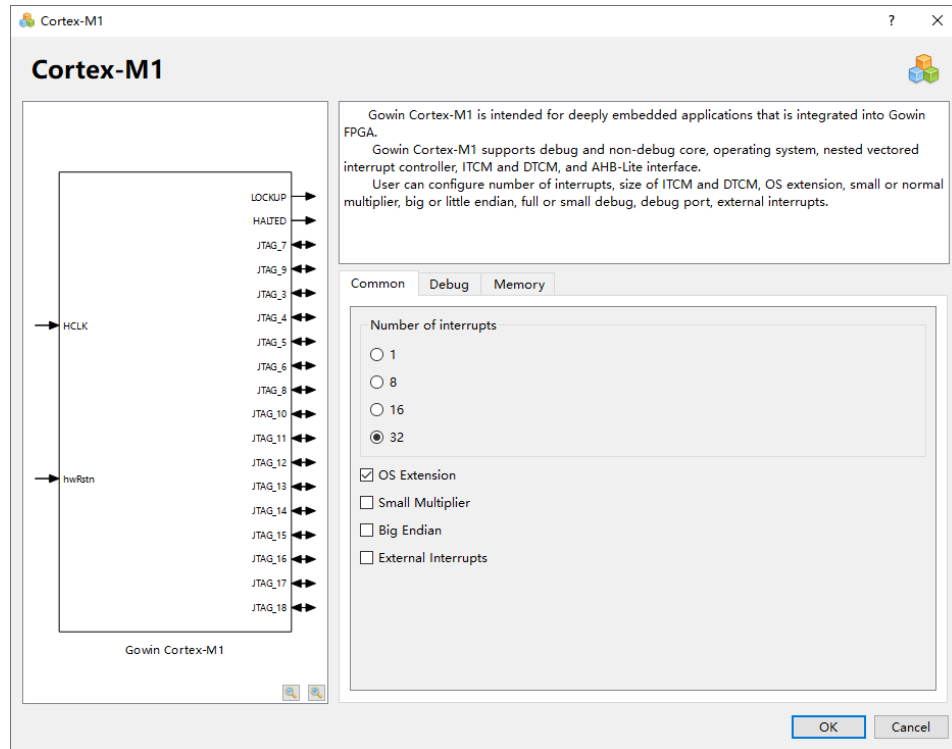 Cortex-M1
?
Cortex-M1
LOCKUP
HALTED
JTAG_7
JTAG_9
JTAG_3
JTAG_4
JTAG_5
JTAG_6
JTAG_8
JTAG_10
JTAG_11
JTAG_12
JTAG_13
JTAG_14
JTAG_15
JTAG_16
JTAG_17
JTAG_18
HCLK
hwRstn
Gowin Cortex-M1
Gowin Cortex-M1 is intended for deeply embedded applications that is integrated into Gowin
FPGA.
Gowin Cortex-M1 supports debug and non-debug core, operating system, nested vectored
interrupt controller, ITCM and DTCM, and AHB-Lite interface.
User can configure number of interrupts, size of ITCM and DTCM, OS extension, small or normal
multiplier, big or little endian, full or small debug, debug port, external interrupts.
Common Debug Memory
Number of interrupts
1
8
16
32
OS Extension
Small Multiplier
Big Endian
External Interrupts
OK Cancel